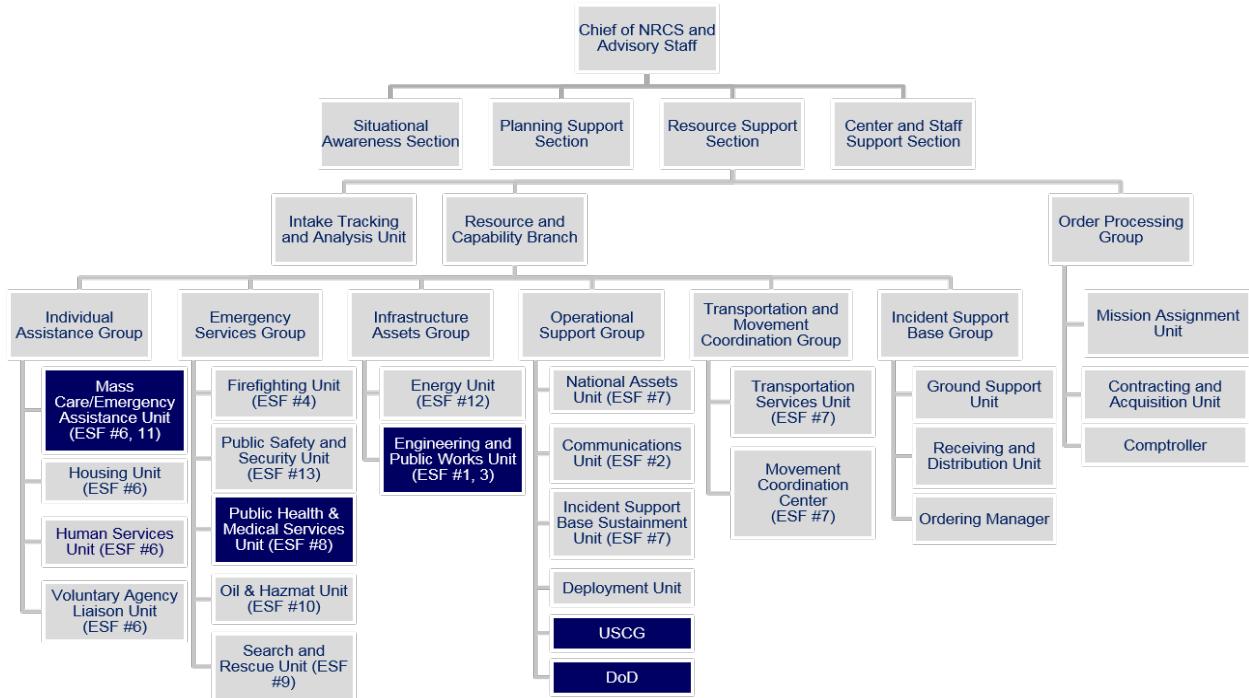 Chief of NRCS and
Advisory Staff
Situational
Awareness Section
Planning Support
Section
Resource Support
Section
Center and Staff
Support Section
Intake Tracking
and Analysis Unit
Resource and
Capability Branch
Order Processing
Group
Individual
Assistance Group
Emergency
Services Group
Infrastructure
Assets Group
Operational
Support Group
Transportation and
Movement
Coordination Group
Incident Support
Base Group
Mission Assignment
Unit
Contracting and
Acquisition Unit
Comptroller
Mass
Care/Emergency
Assistance Unit
(ESF #6, 11)
Housing Unit
(ESF #6)
Human Services
Unit (ESF #6)
Voluntary Agency
Liaison Unit
(ESF #6)
Firefighting Unit
(ESF #4)
Public Safety and
Security Unit
(ESF #13)
Public Health &
Medical Services
Unit (ESF #8)
Oil & Hazmat Unit
(ESF #10)
Search and
Rescue Unit (ESF
#9)
Energy Unit
(ESF #12)
Engineering and
Public Works Unit
(ESF #1, 3)
National Assets
Unit (ESF #7)
Communications
Unit (ESF #2)
Incident Support
Base Sustainment
Unit (ESF #7)
Deployment Unit
USCG
DoD
Transportation
Services Unit
(ESF #7)
Movement
Coordination
Center
(ESF #7)
Ground Support
Unit
Receiving and
Distribution Unit
Ordering Manager